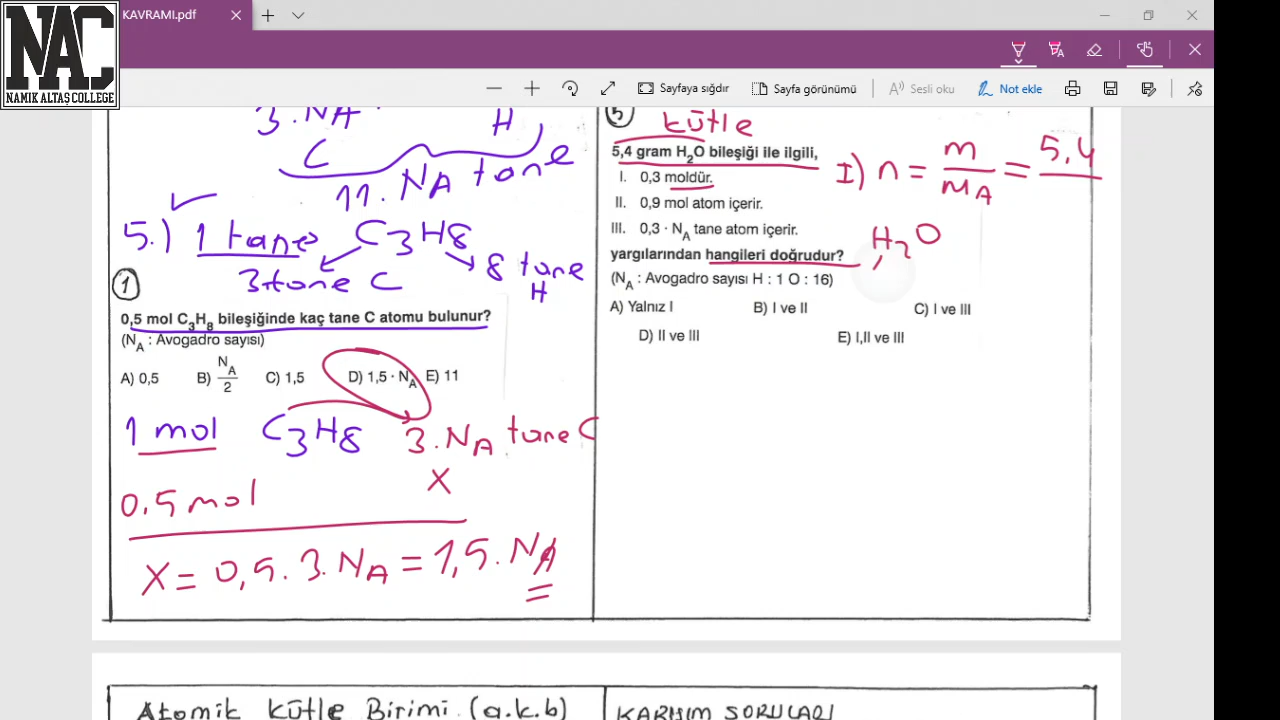 NAC
NAMIK ALTAŞ COLLEGE
KAVRAMI.pdf
Sayfaya sığdır
Sayfa görünümü
Sesli oku
Not ekle
3.NA
H
C
11.NA tane
5.) 1 tane C3H8
3 tane C
8 tane
H
1
0,5 mol C3H8 bileşiğinde kaç tane C atomu bulunur?
(NA : Avogadro sayısı)
A) 0,5 B) NA/2 C) 1,5 D) 1,5 · NA E) 11
1 mol C3H8 3.NA tane C
0,5 mol X
X = 0,5.3.NA = 1,5.NA
5
kütle
5,4 gram H2O bileşiği ile ilgili,
I. 0,3 moldür.
II. 0,9 mol atom içerir.
III. 0,3 · NA tane atom içerir.
yargılarından hangileri doğrudur?
(NA : Avogadro sayısı H : 1 O : 16)
A) Yalnız I B) I ve II C) I ve III
D) II ve III E) I,II ve III
I) n = m/MA = 5,4
H2O
Atomik kütle Birimi (a.k.b)
KARIŞIM SORULARI